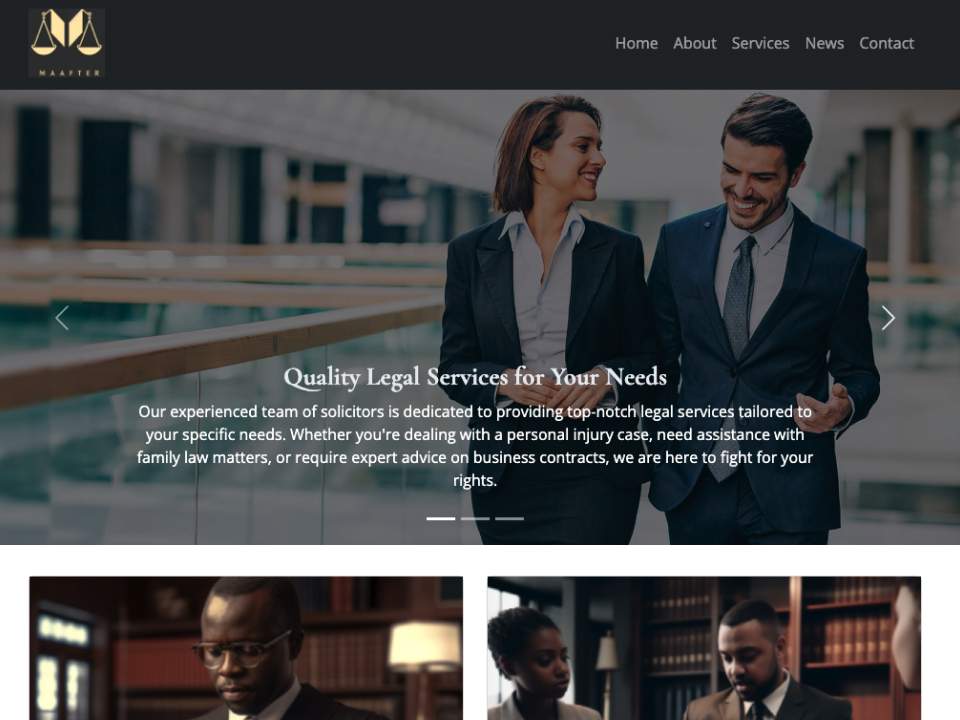 MAAFTER
Home About Services News Contact
Quality Legal Services for Your Needs
Our experienced team of solicitors is dedicated to providing top-notch legal services tailored to
your specific needs. Whether you're dealing with a personal injury case, need assistance with
family law matters, or require expert advice on business contracts, we are here to fight for your
rights.